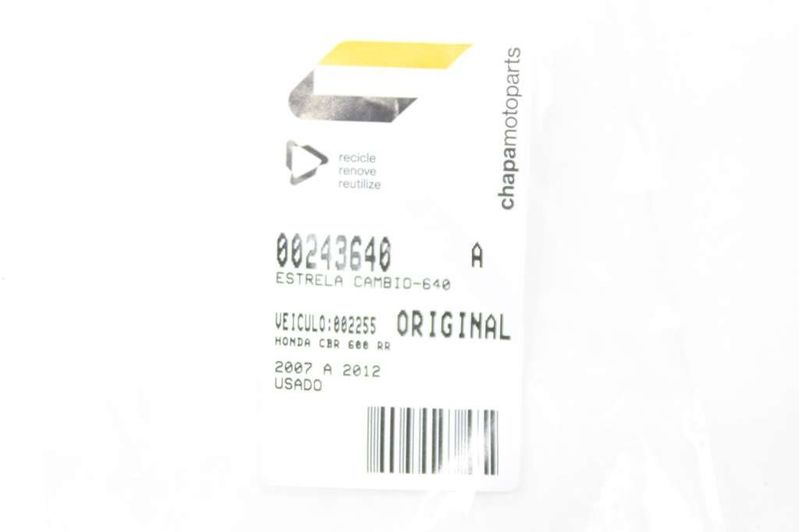 chapamotoparts
recicle
renove
reutilize
00243640 A
ESTRELA CAMBIO-640
VEICULO:002255 ORIGINAL
HONDA CBR 600 RR
2007 A 2012
USADO